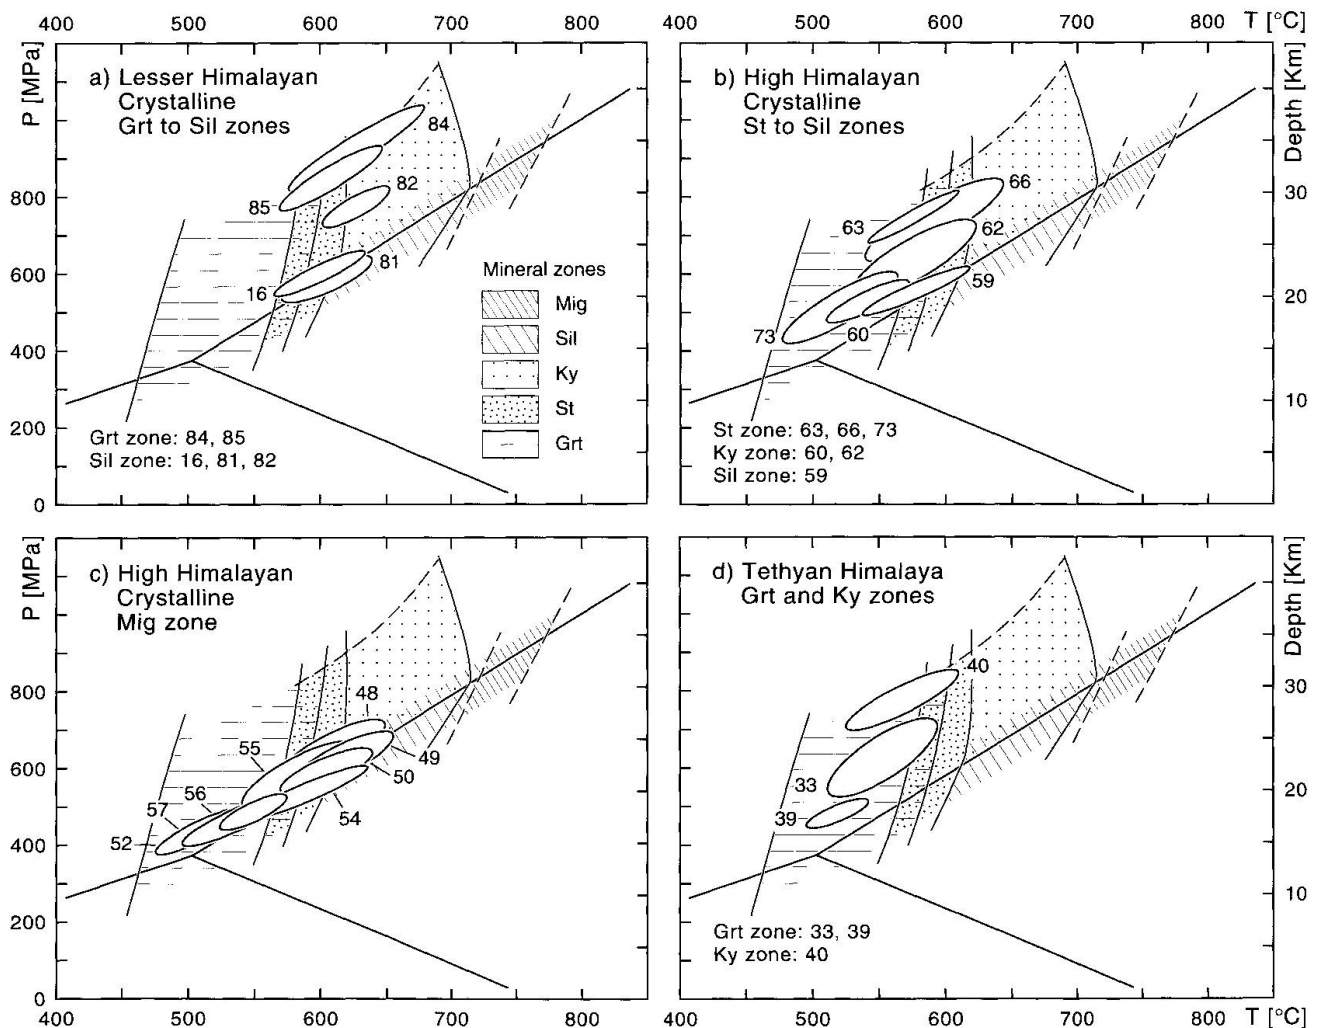 400 500 600 700 400 500 600 700 800 T [°C]
P [MPa]
a) Lesser Himalayan
Crystalline
Grt to Sil zones
800
600
400
200
0
84
82
85
81
16
Mineral zones
Mig
Sil
Ky
St
Grt
Grt zone: 84, 85
Sil zone: 16, 81, 82
b) High Himalayan
Crystalline
St to Sil zones
Depth [Km]
30
20
10
66
63
62
59
73
60
St zone: 63, 66, 73
Ky zone: 60, 62
Sil zone: 59
P [MPa]
c) High Himalayan
Crystalline
Mig zone
800
600
400
200
0
48
55
49
50
56
57
54
52
d) Tethyan Himalaya
Grt and Ky zones
Depth [Km]
30
20
10
40
33
39
Grt zone: 33, 39
Ky zone: 40
400 500 600 700 800 400 500 600 700 800 T [°C]